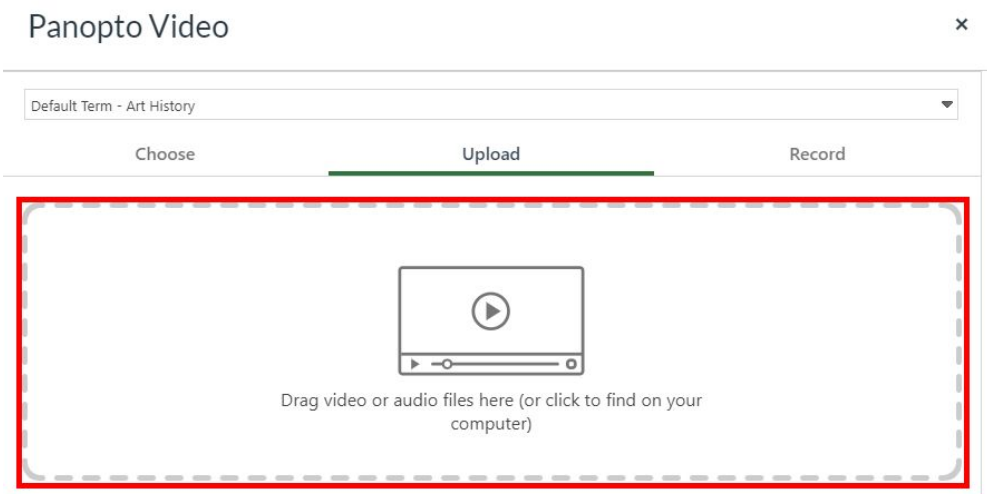 Panopto Video
Default Term - Art History
Choose Upload Record
Drag video or audio files here (or click to find on your
computer)